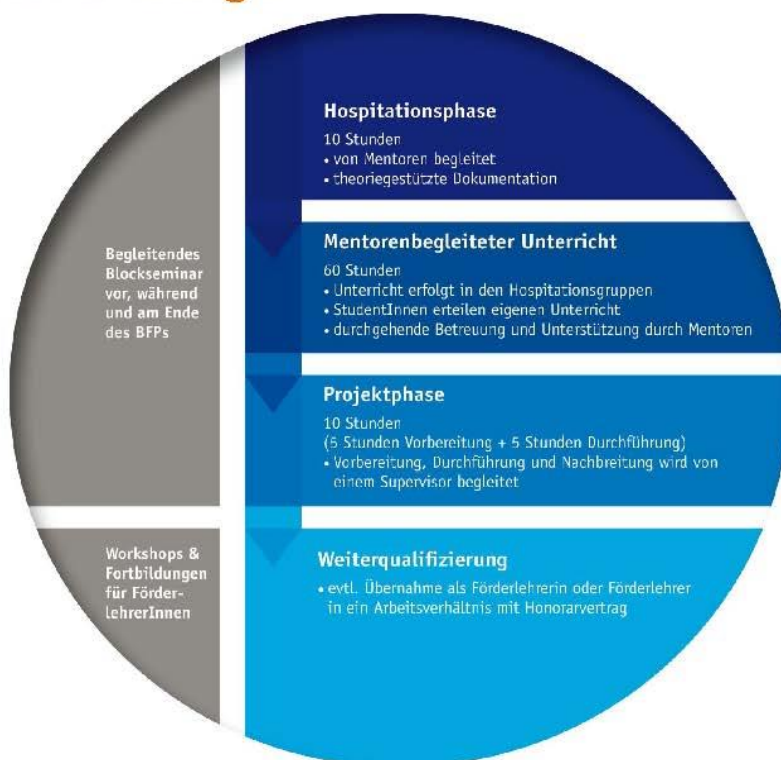 Hospitationsphase
10 Stunden
• von Mentoren begleitet
• theoriegestützte Dokumentation
Mentorenbegleiteter Unterricht
60 Stunden
• Unterricht erfolgt in den Hospitationsgruppen
• StudentInnen erteilen eigenen Unterricht
• durchgehende Betreuung und Unterstützung durch Mentoren
Projektphase
10 Stunden
(5 Stunden Vorbereitung + 5 Stunden Durchführung)
• Vorbereitung, Durchführung und Nachbreitung wird von
einem Supervisor begleitet
Begleitendes
Blockseminar
vor, während
und am Ende
des BFPs
Weiterqualifizierung
• evtl. Übernahme als Förderlehrerin oder Förderlehrer
in ein Arbeitsverhältnis mit Honorarvertrag
Workshops &
Fortbildungen
für Förder-
lehrerInnen